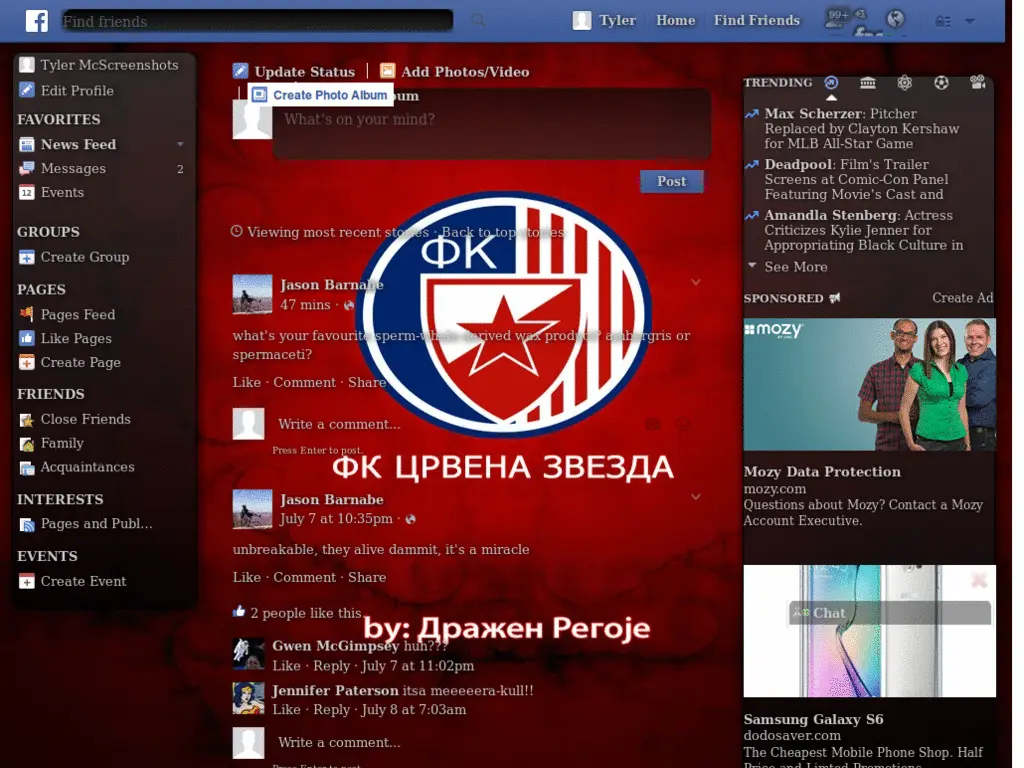 Find friends
Tyler
Home
Find Friends
99+
Tyler McScreenshots
Edit Profile
FAVORITES
News Feed
Messages 2
12 Events
GROUPS
Create Group
PAGES
Pages Feed
Like Pages
Create Page
FRIENDS
Close Friends
Family
Acquaintances
INTERESTS
Pages and Publ...
EVENTS
Create Event
Update Status
Add Photos/Video
Create Photo Album
What's on your mind?
Post
Viewing most recent stories · Back to top stories
ФК
Jason Barnabe
47 mins ·
what's your favourite sperm-whale derived wax product? ambergris or
spermaceti?
Like · Comment · Share
Write a comment...
Press Enter to post.
ФК ЦРВЕНА ЗВЕЗДА
Jason Barnabe
July 7 at 10:35pm ·
unbreakable, they alive dammit, it's a miracle
Like · Comment · Share
2 people like this.
by: Дражен Регоје
Gwen McGimpsey huh???
Like · Reply · July 7 at 11:02pm
Jennifer Paterson itsa meeeeera-kull!!
Like · Reply · July 8 at 7:03am
Write a comment...
Press Enter to post.
TRENDING
Max Scherzer: Pitcher
Replaced by Clayton Kershaw
for MLB All-Star Game
Deadpool: Film's Trailer
Screens at Comic-Con Panel
Featuring Movie's Cast and
Amandla Stenberg: Actress
Criticizes Kylie Jenner for
Appropriating Black Culture in
See More
SPONSORED
Create Ad
mozy
Mozy Data Protection
mozy.com
Questions about Mozy? Contact a Mozy
Account Executive.
Chat
Samsung Galaxy S6
dodosaver.com
The Cheapest Mobile Phone Shop. Half
Price and Limted Promotions.